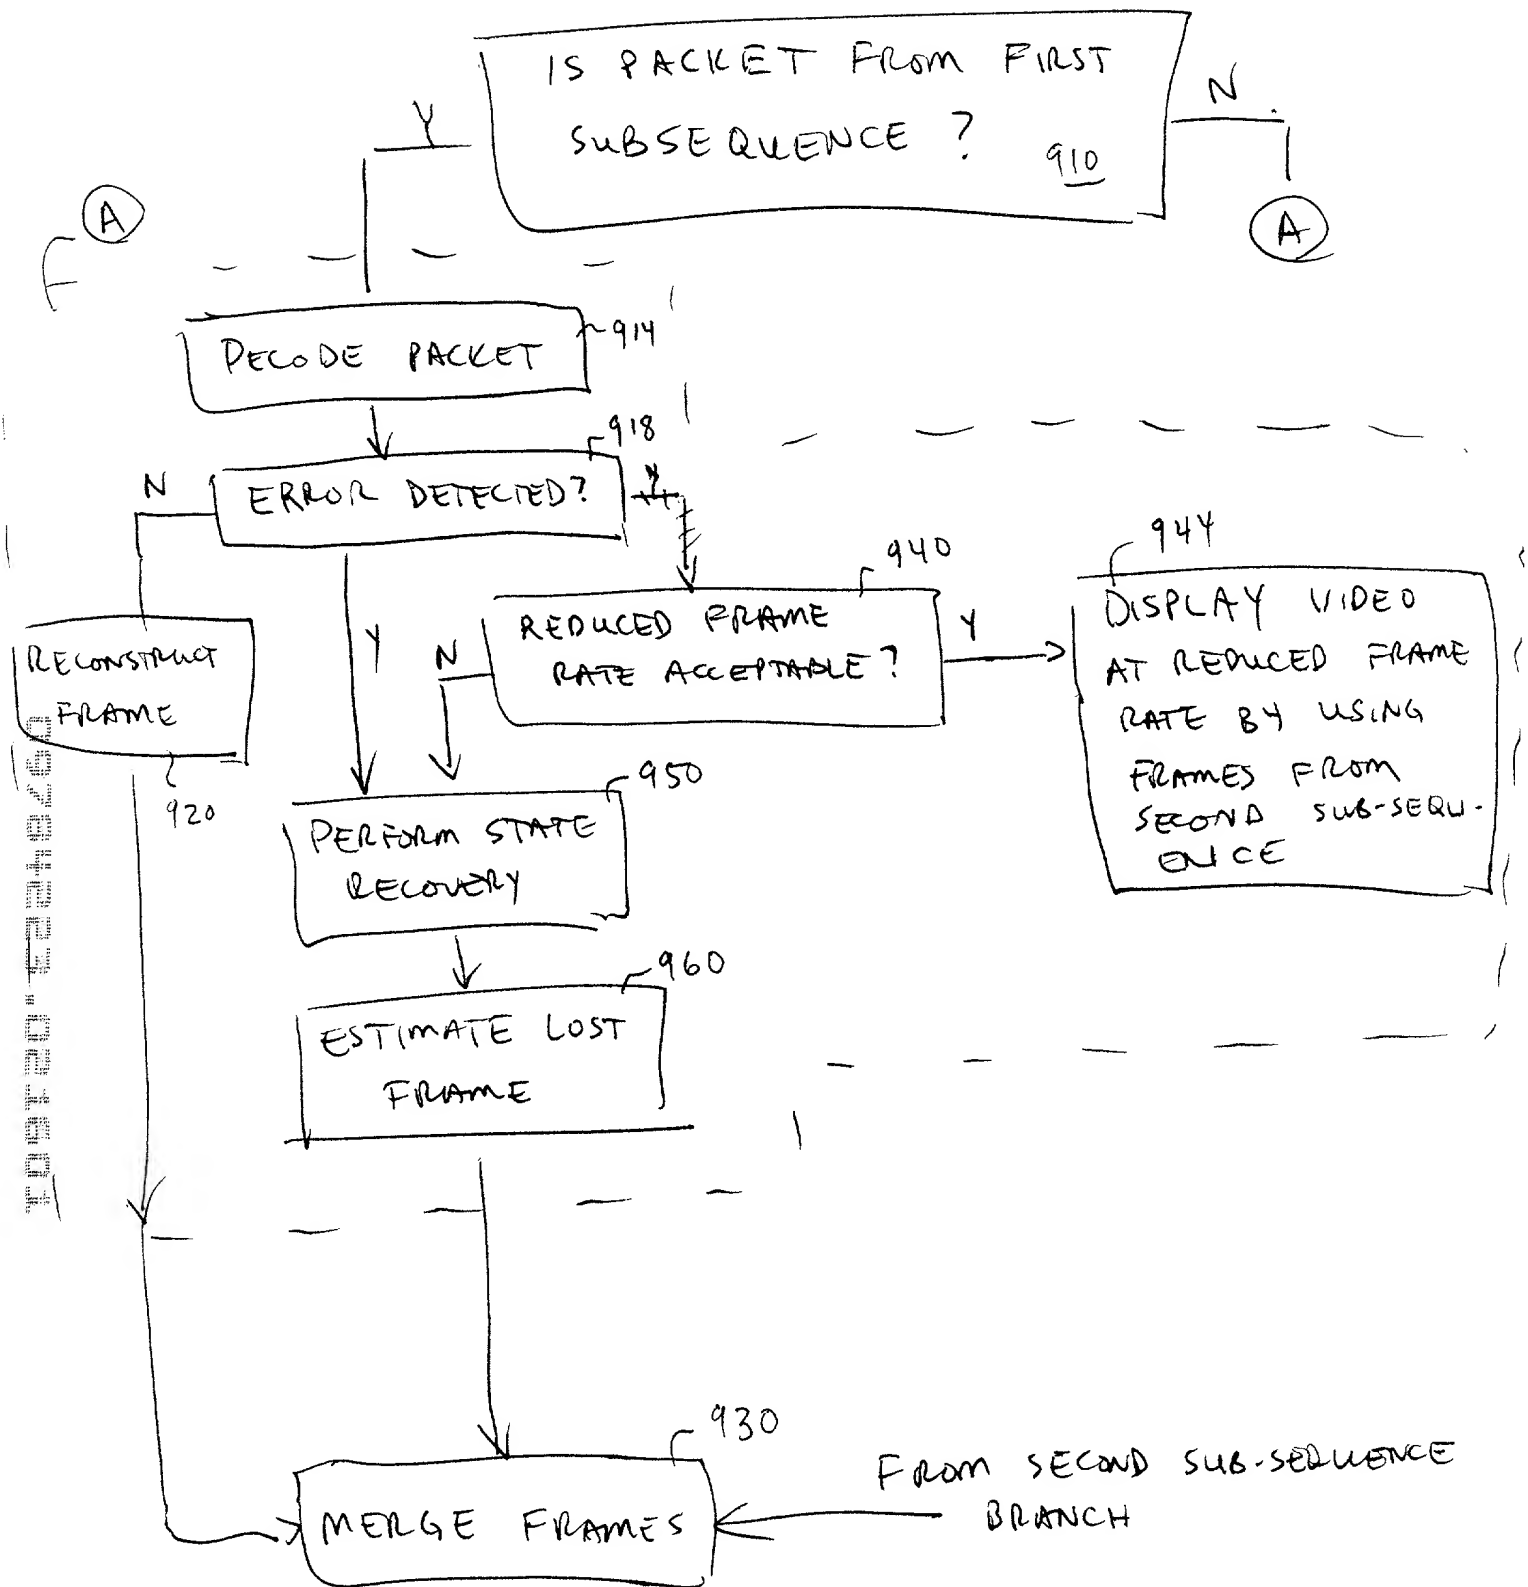 IS PACKET FROM FIRST
SUBSEQUENCE ?
910
Y
N
A
A
DECODE PACKET
914
918
ERROR DETECTED?
N
Y
940
944
REDUCED FRAME
RATE ACCEPTABLE?
Y
N
Y
DISPLAY VIDEO
AT REDUCED FRAME
RATE BY USING
FRAMES FROM
SECOND SUB-SEQU-
ENCE
RECONSTRUCT
FRAME
920
950
PERFORM STATE
RECOVERY
960
ESTIMATE LOST
FRAME
930
MERGE FRAMES
FROM SECOND SUB-SEQUENCE
BRANCH